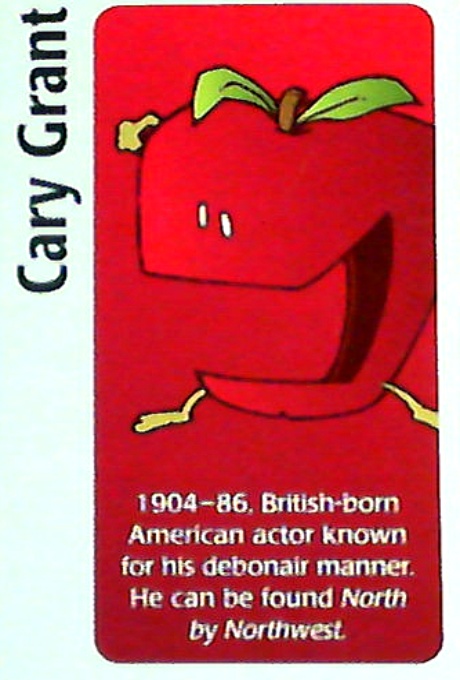 Cary Grant
1904–86, British-born
American actor known
for his debonair manner.
He can be found North
by Northwest.